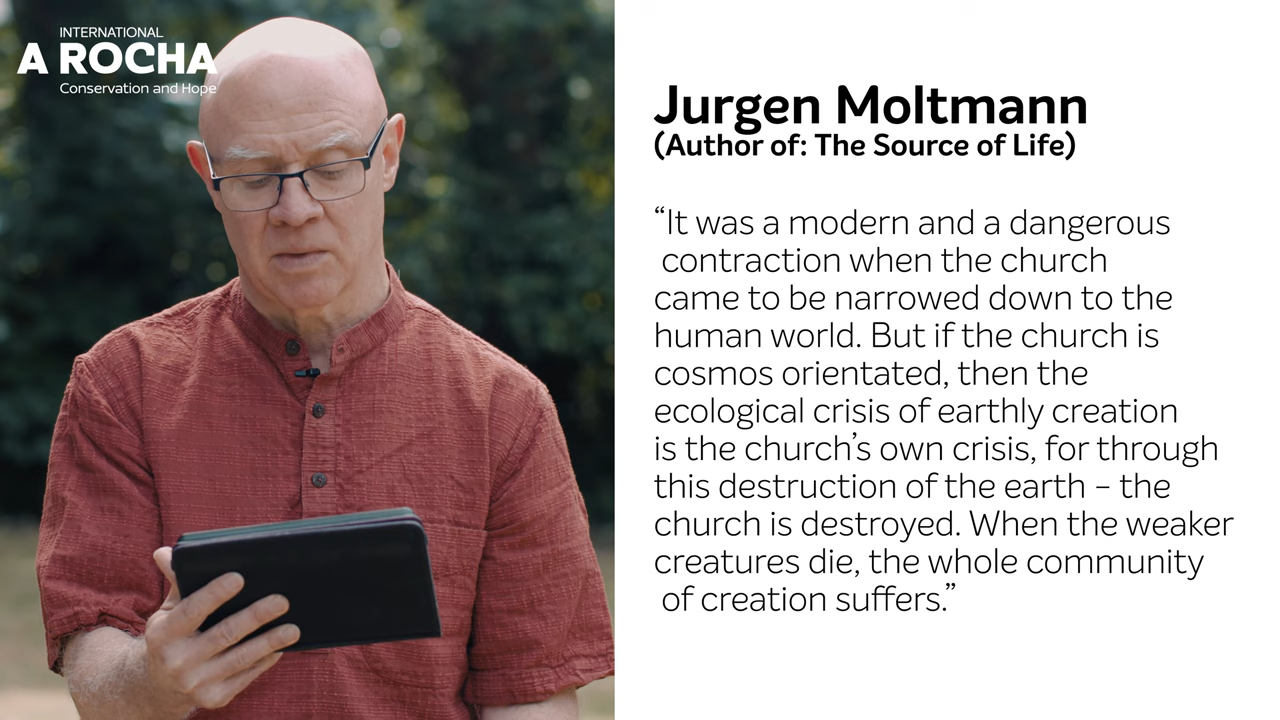 INTERNATIONAL
A ROCHA
Conservation and Hope
Jurgen Moltmann
(Author of: The Source of Life)
“It was a modern and a dangerous
contraction when the church
came to be narrowed down to the
human world. But if the church is
cosmos orientated, then the
ecological crisis of earthly creation
is the church’s own crisis, for through
this destruction of the earth – the
church is destroyed. When the weaker
creatures die, the whole community
of creation suffers.”